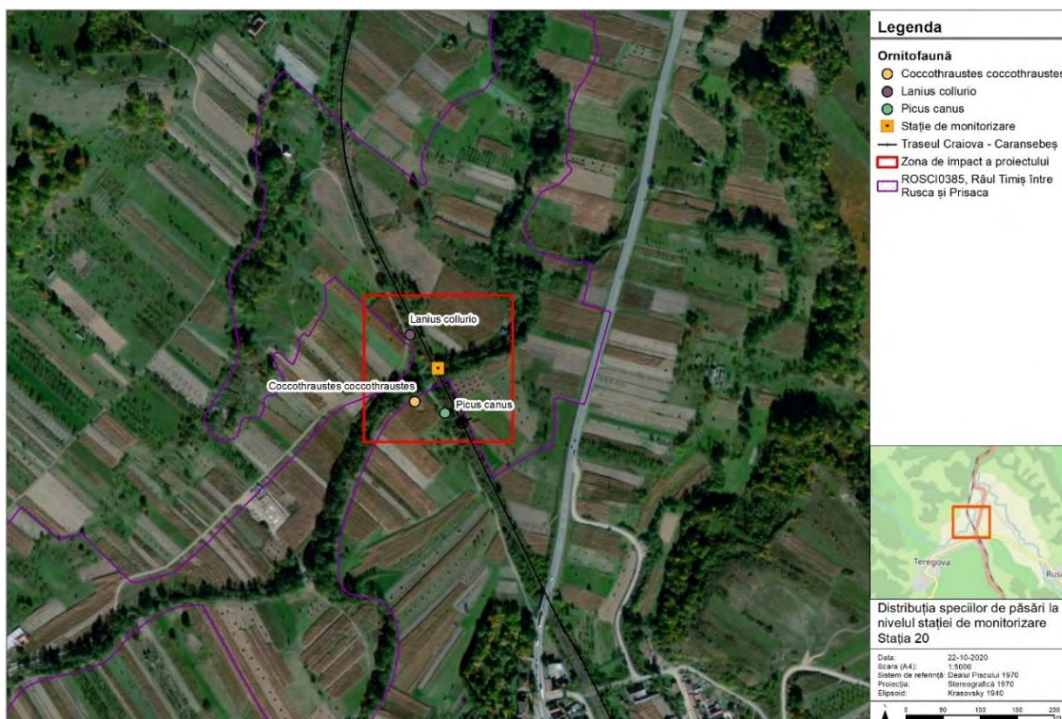 Legenda
Ornitofaună
Coccothraustes coccothraustes
Lanius collurio
Picus canus
Stație de monitorizare
Traseul Craiova - Caransebeș
Zona de impact a proiectului
ROSCI0385, Râul Timiș între
Rusca și Prisaca
Lanius collurio
Coccothraustes coccothraustes
Picus canus
Teregova
Distribuția speciilor de păsări la
nivelul stației de monitorizare
Stația 20
Data: 22-10-2020
Scara (A4): 1:5000
Sistem de referință: Dealul Piscului 1970
Proiecția: Stereografică 1970
Elipsoid: Krasovsky 1940
0 50 100 150 200